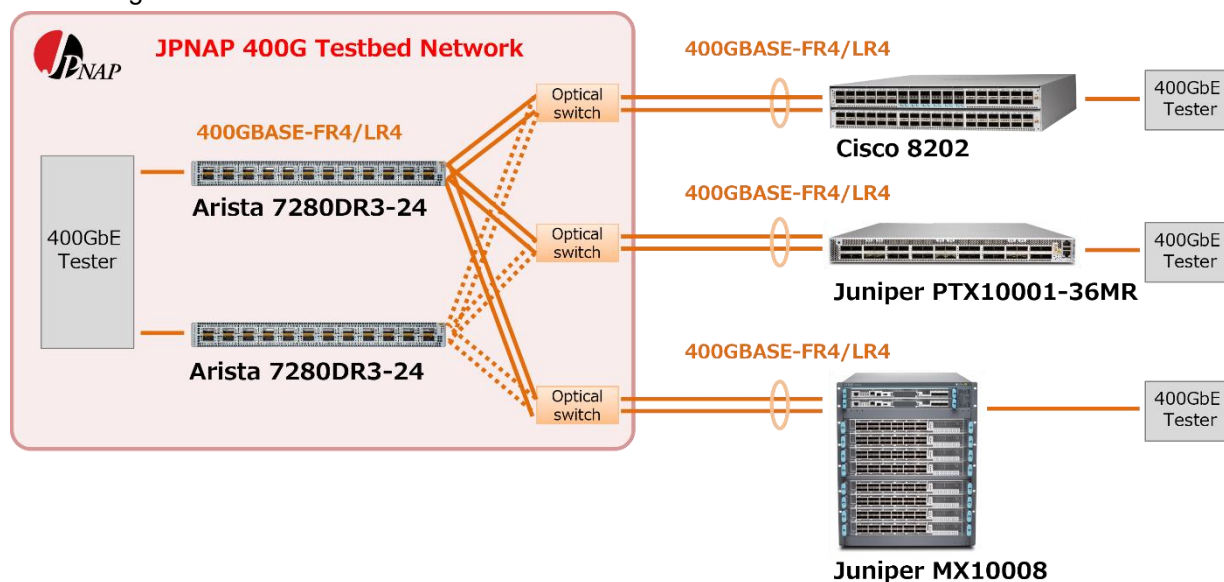 JPNAP
JPNAP 400G Testbed Network
400GBASE-FR4/LR4
400GbE
Tester
Arista 7280DR3-24
Arista 7280DR3-24
Optical
switch
Optical
switch
Optical
switch
400GBASE-FR4/LR4
Cisco 8202
400GbE
Tester
400GBASE-FR4/LR4
Juniper PTX10001-36MR
400GbE
Tester
400GBASE-FR4/LR4
Juniper MX10008
400GbE
Tester